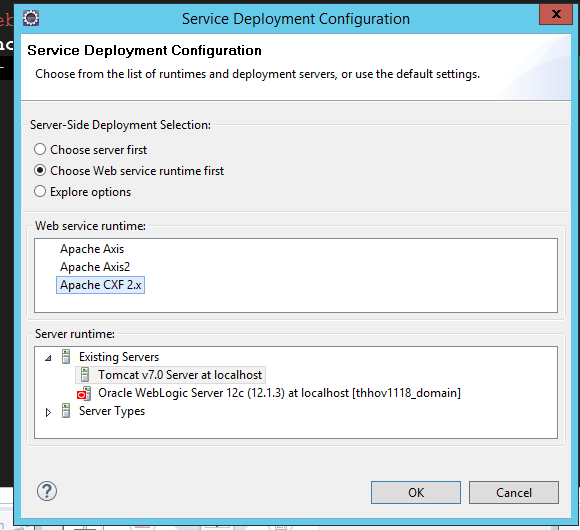 Service Deployment Configuration
x
Service Deployment Configuration
Choose from the list of runtimes and deployment servers, or use the default settings.
Server-Side Deployment Selection:
Choose server first
Choose Web service runtime first
Explore options
Web service runtime:
Apache Axis
Apache Axis2
Apache CXF 2.x
Server runtime:
Existing Servers
Tomcat v7.0 Server at localhost
Oracle WebLogic Server 12c (12.1.3) at localhost [thhov1118_domain]
Server Types
?
OK
Cancel